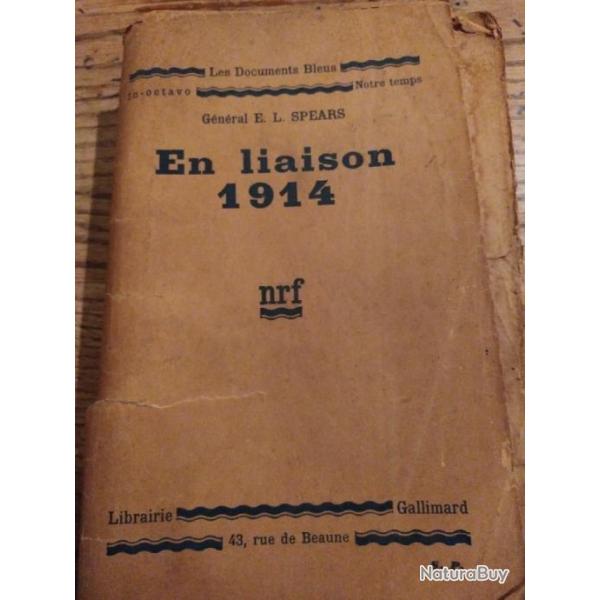 Les Documents Bleus
in-octavo Notre temps
Général E. L. SPEARS
En liaison
1914
nrf
Librairie Gallimard
43, rue de Beaune
NaturaBuy